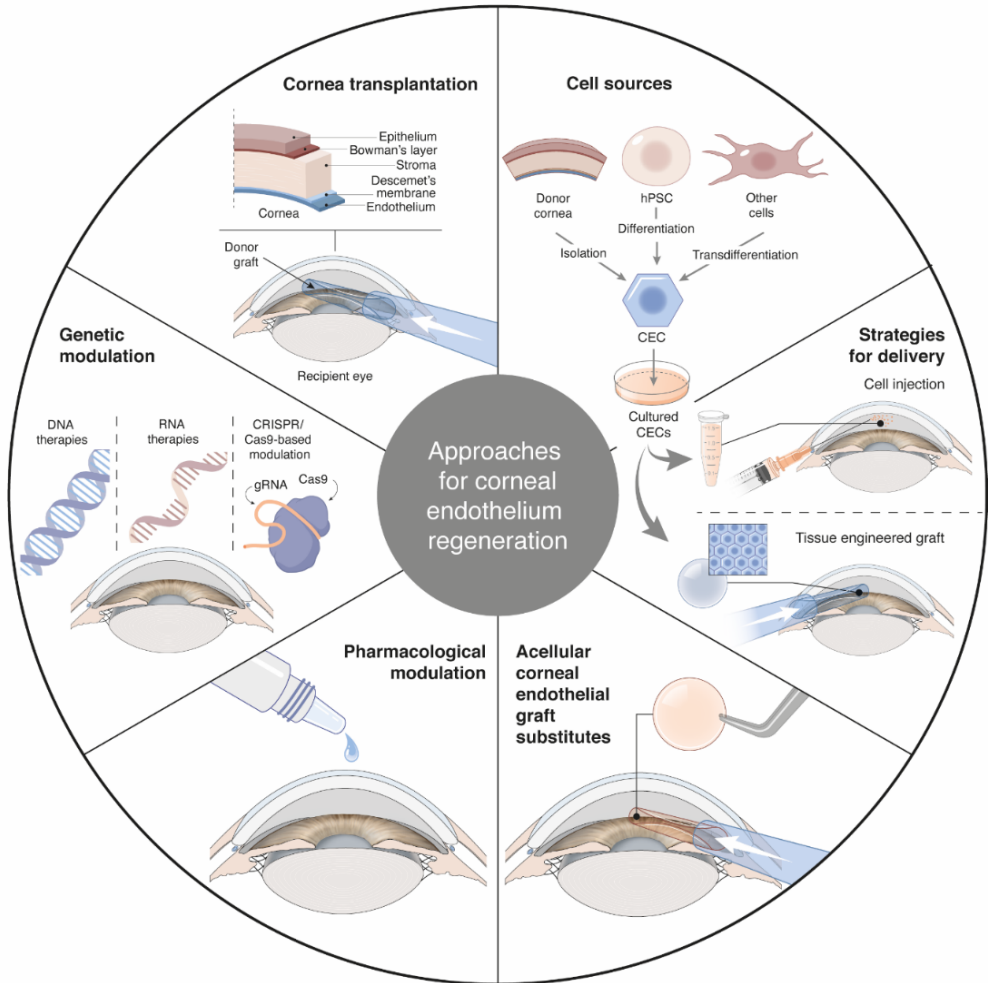 Cornea transplantation
Epithelium
Bowman's layer
Stroma
Descemet's
membrane
Endothelium
Cornea
Donor
graft
Recipient eye
Cell sources
Donor
cornea
hPSC
Other
cells
Differentiation
Isolation
Transdifferentiation
CEC
Cultured
CECs
Strategies
for delivery
Cell injection
Tissue engineered graft
Acellular
corneal
endothelial
graft
substitutes
Pharmacological
modulation
Genetic
modulation
DNA
therapies
RNA
therapies
CRISPR/
Cas9-based
modulation
gRNA
Cas9
Approaches
for corneal
endothelium
regeneration